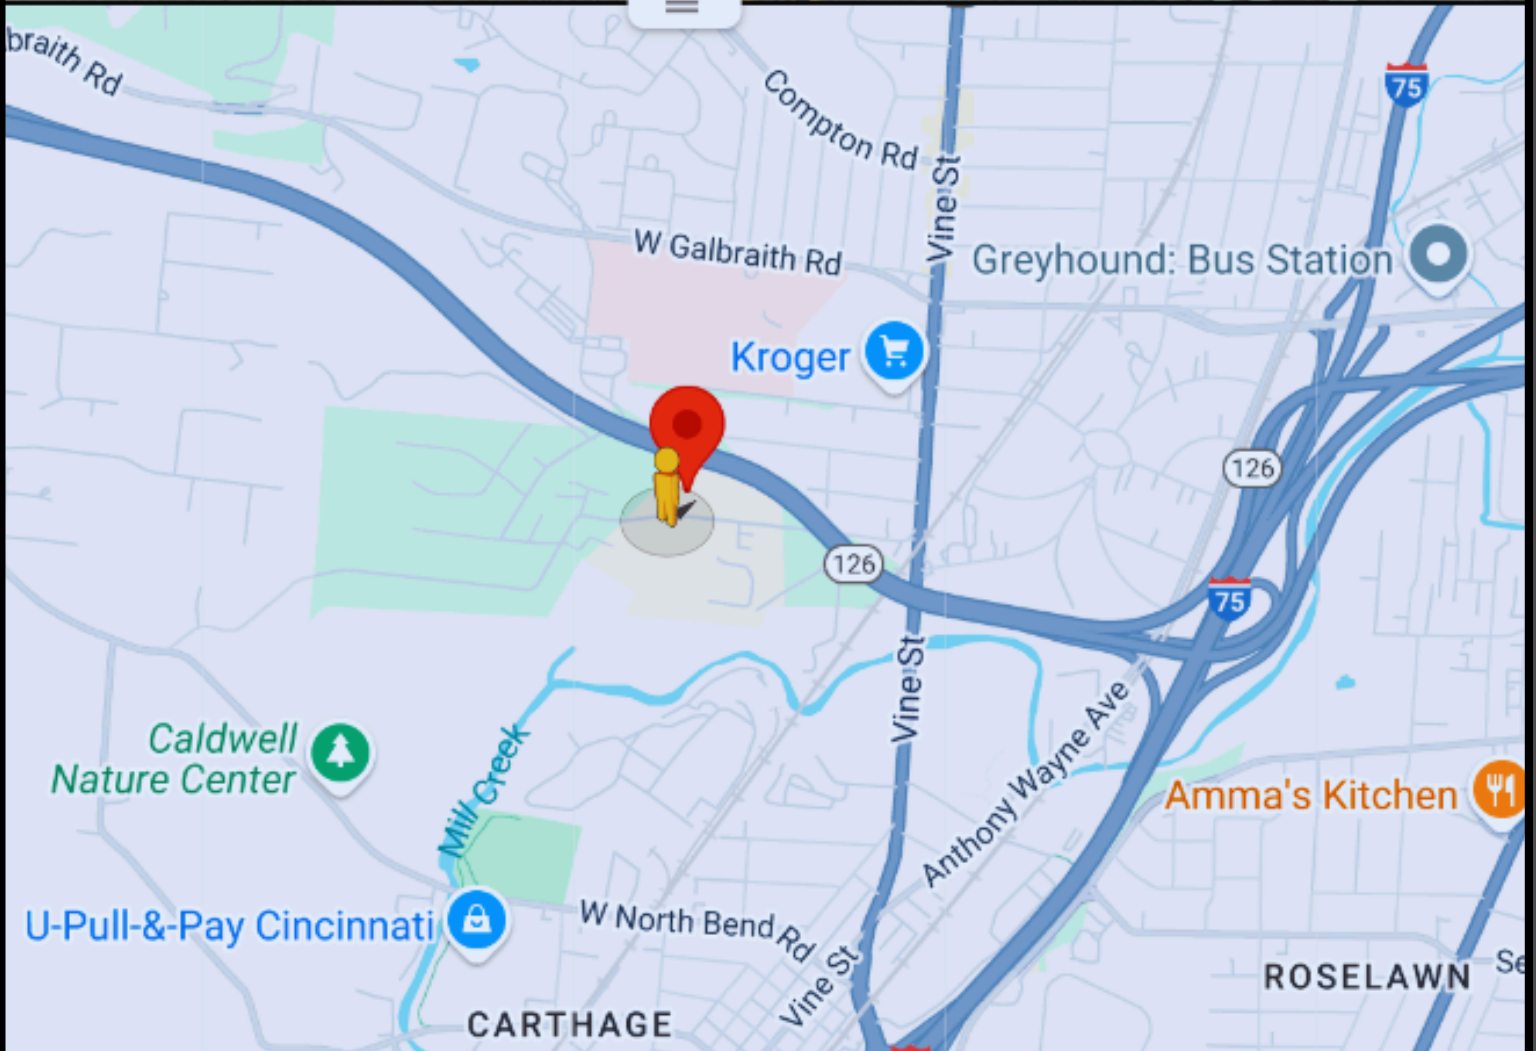 braith Rd
Compton Rd
75
Vine St
W Galbraith Rd
Greyhound: Bus Station
Kroger
126
126
75
Vine St
Caldwell
Nature Center
Mill Creek
Anthony Wayne Ave
Amma's Kitchen
U-Pull-&-Pay Cincinnati
W North Bend Rd
Vine St
ROSELAWN
Se
CARTHAGE